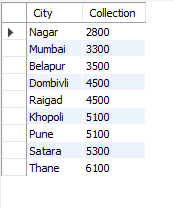 City Collection
Nagar 2800
Mumbai 3300
Belapur 3500
Dombivli 4500
Raigad 4500
Khopoli 5100
Pune 5100
Satara 5300
Thane 6100